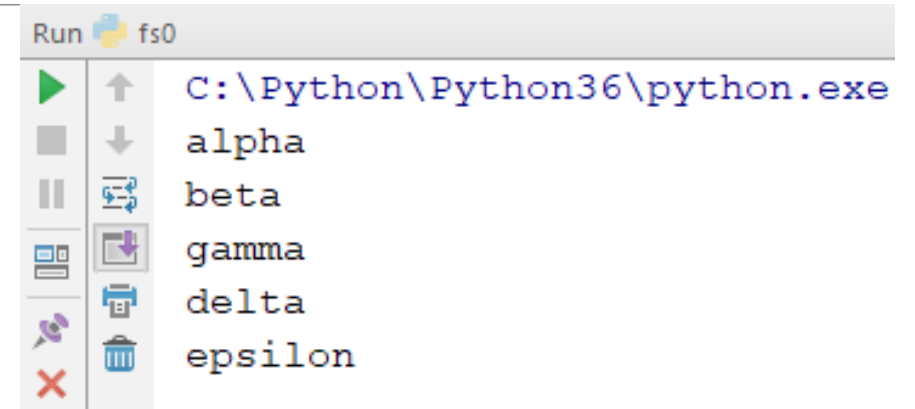 Run fs0
C:\Python\Python36\python.exe
alpha
beta
gamma
delta
epsilon